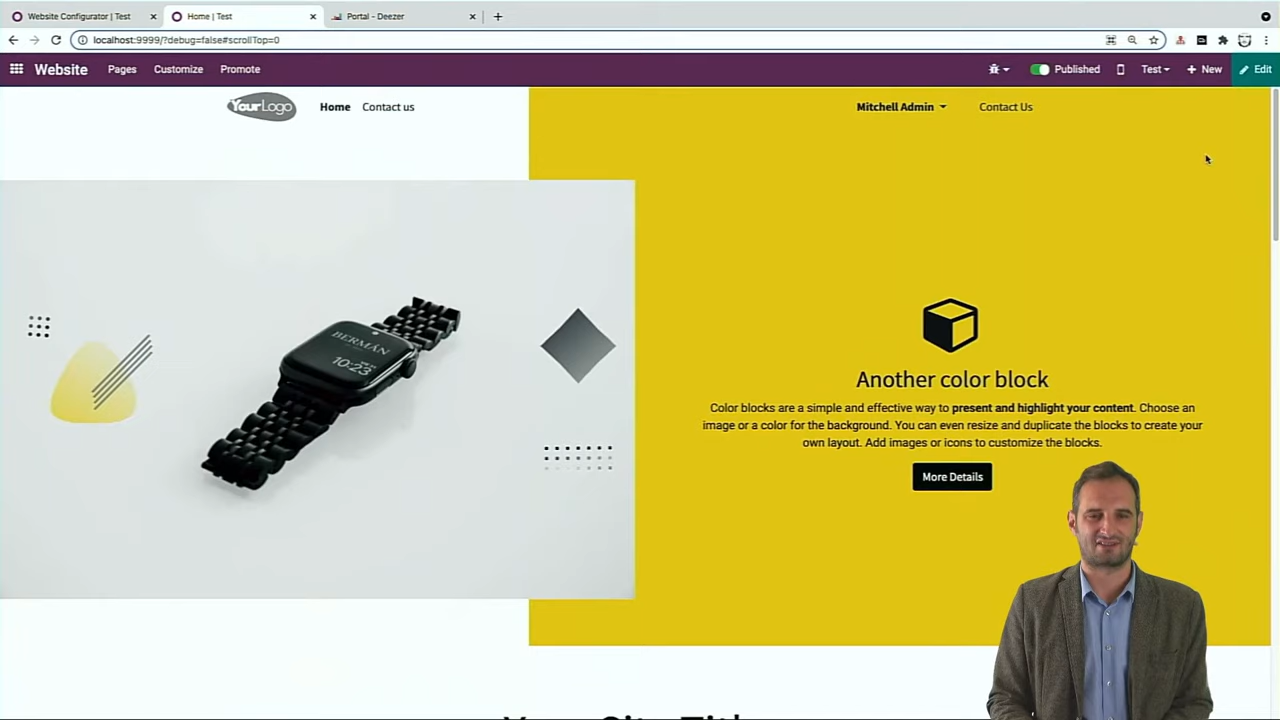 Website Configurator | Test
Home | Test
Portal - Deezer
localhost:9999/?debug=false#scrollTop=0
Website
Pages
Customize
Promote
Published
Test
New
Edit
YourLogo
Home
Contact us
Mitchell Admin
Contact Us
BERMÁN
10:23
Another color block
Color blocks are a simple and effective way to present and highlight your content. Choose an
image or a color for the background. You can even resize and duplicate the blocks to create your
own layout. Add images or icons to customize the blocks.
More Details